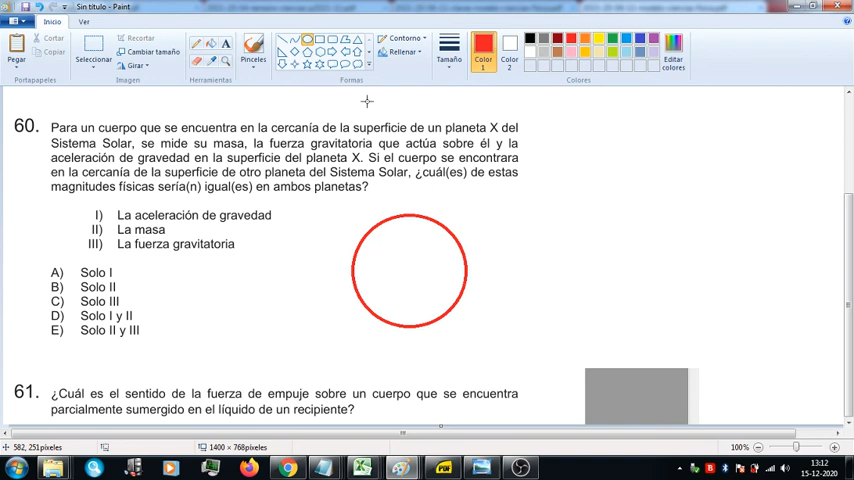 Sin título - Paint
Inicio
Ver
Pegar
Cortar
Copiar
Portapapeles
Seleccionar
Recortar
Cambiar tamaño
Girar
Imagen
Herramientas
Pinceles
Contorno
Rellenar
Formas
Tamaño
Color 1
Color 2
Editar colores
Colores
60. Para un cuerpo que se encuentra en la cercanía de la superficie de un planeta X del
Sistema Solar, se mide su masa, la fuerza gravitatoria que actúa sobre él y la
aceleración de gravedad en la superficie del planeta X. Si el cuerpo se encontrara
en la cercanía de la superficie de otro planeta del Sistema Solar, ¿cuál(es) de estas
magnitudes físicas sería(n) igual(es) en ambos planetas?
I) La aceleración de gravedad
II) La masa
III) La fuerza gravitatoria
A) Solo I
B) Solo II
C) Solo III
D) Solo I y II
E) Solo II y III
61. ¿Cuál es el sentido de la fuerza de empuje sobre un cuerpo que se encuentra
parcialmente sumergido en el líquido de un recipiente?
582, 251píxeles
1400 × 768píxeles
100%
PDF
13:12
15-12-2020